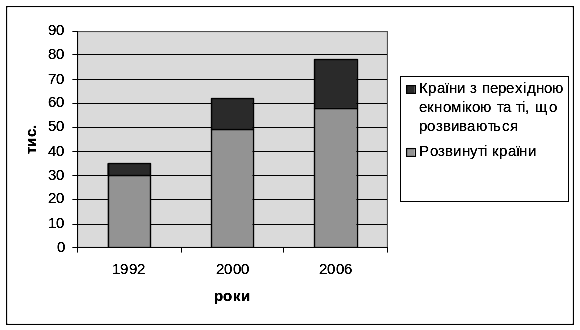 90
80
70
60
50
40
30
20
10
0
тис.
1992
2000
2006
роки
Країни з перехідною
екномікою та ті, що
розвиваються
Розвинуті країни